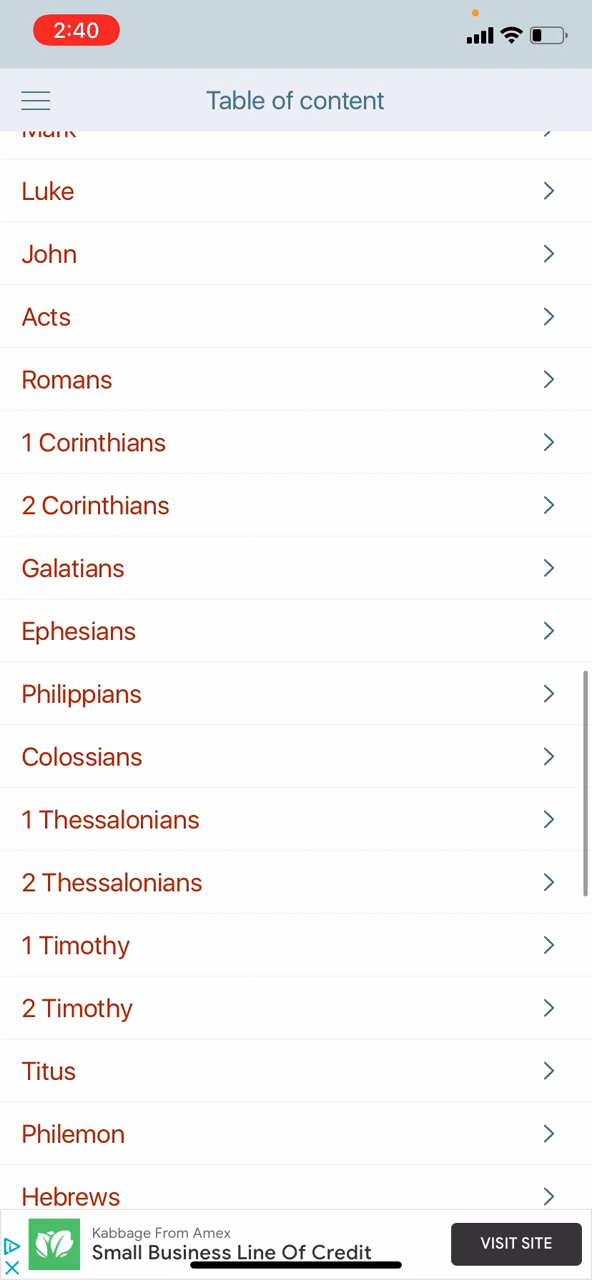 2:40
Table of content
Mark
Luke
John
Acts
Romans
1 Corinthians
2 Corinthians
Galatians
Ephesians
Philippians
Colossians
1 Thessalonians
2 Thessalonians
1 Timothy
2 Timothy
Titus
Philemon
Hebrews
Kabbage From Amex
Small Business Line Of Credit
VISIT SITE